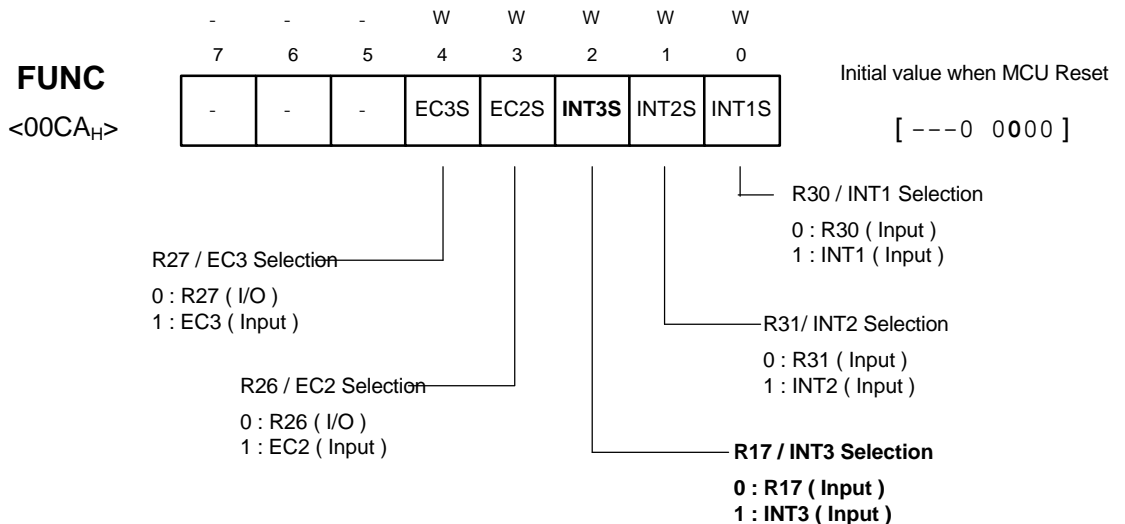 - - - W W W W W
7 6 5 4 3 2 1 0
FUNC
<00CAH>
- - - EC3S EC2S INT3S INT2S INT1S
Initial value when MCU Reset
[ ---0 0000 ]
R30 / INT1 Selection
0 : R30 ( Input )
1 : INT1 ( Input )
R27 / EC3 Selection
0 : R27 ( I/O )
1 : EC3 ( Input )
R31/ INT2 Selection
0 : R31 ( Input )
1 : INT2 ( Input )
R26 / EC2 Selection
0 : R26 ( I/O )
1 : EC2 ( Input )
R17 / INT3 Selection
0 : R17 ( Input )
1 : INT3 ( Input )